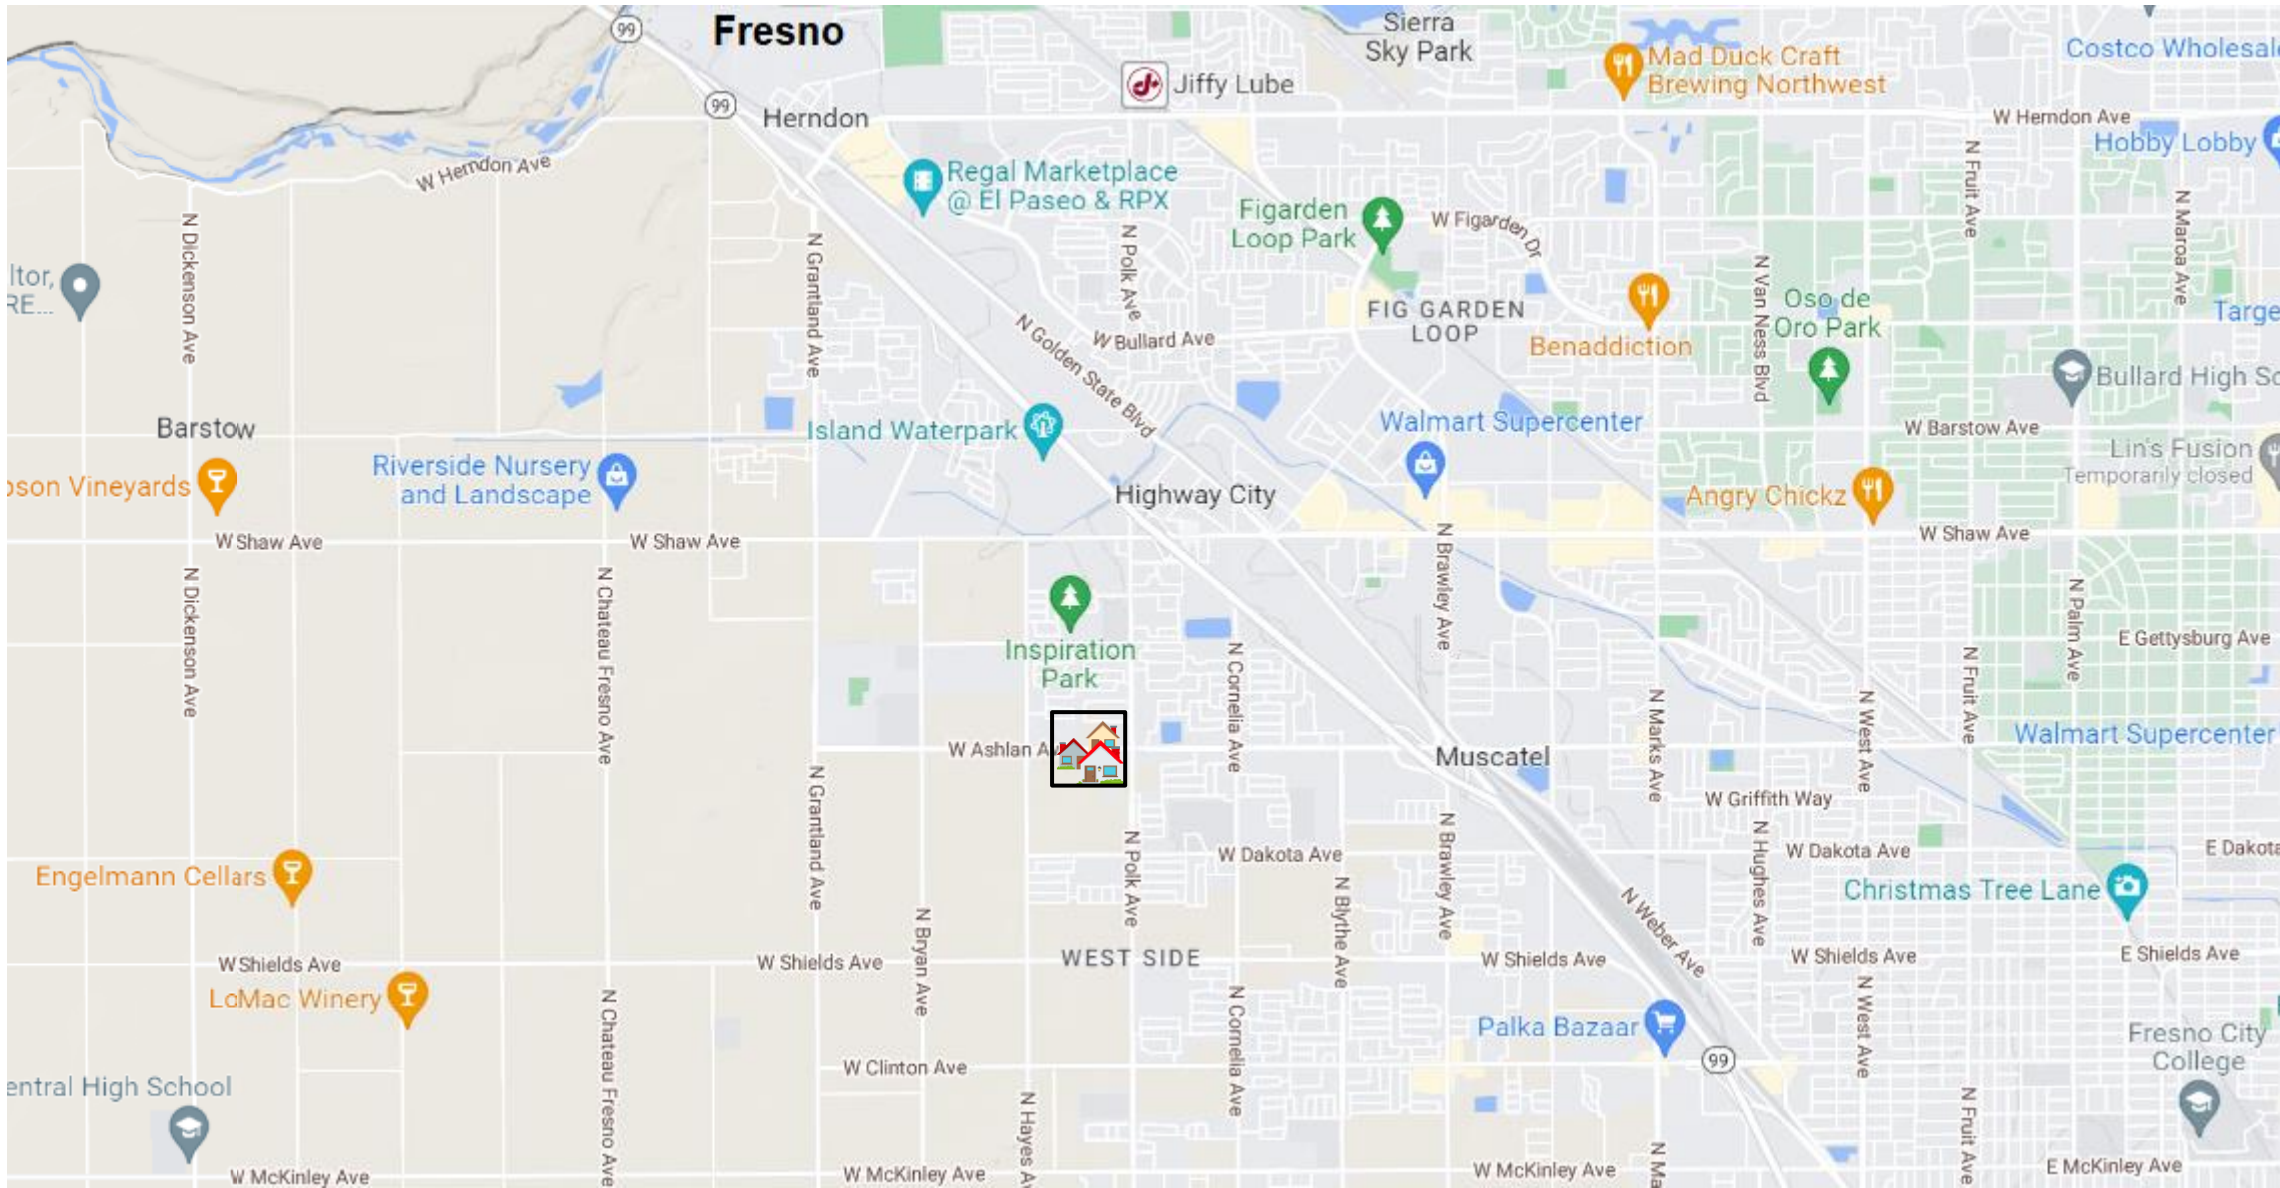 Fresno
Sierra
Sky Park
Costco Wholesal
Mad Duck Craft
Brewing Northwest
99
Jiffy Lube
99
Herndon
W Herndon Ave
Hobby Lobby
W Herndon Ave
Regal Marketplace
@ El Paseo & RPX
Figarden
Loop Park
W Figarden Dr
N Fruit Ave
N Maroa Ave
N Dickenson Ave
N Grantland Ave
N Polk Ave
N Van Ness Blvd
ltor,
RE...
Oso de
Oro Park
FIG GARDEN
LOOP
Targe
N Golden State Blvd
W Bullard Ave
Benaddiction
Bullard High Sc
Barstow
Island Waterpark
Walmart Supercenter
W Barstow Ave
Lin's Fusion
Temporarily closed
Riverside Nursery
and Landscape
oson Vineyards
Highway City
Angry Chickz
W Shaw Ave
W Shaw Ave
W Shaw Ave
N Dickenson Ave
N Chateau Fresno Ave
N Brawley Ave
N Palm Ave
Inspiration
Park
E Gettysburg Ave
N Cornelia Ave
N Marks Ave
N West Ave
N Fruit Ave
Walmart Supercenter
W Ashlan A
Muscatel
N Grantland Ave
W Griffith Way
N Polk Ave
W Dakota Ave
N Brawley Ave
N Hughes Ave
W Dakota Ave
E Dakota
Engelmann Cellars
N Blythe Ave
N Weber Ave
Christmas Tree Lane
N Bryan Ave
WEST SIDE
W Shields Ave
W Shields Ave
W Shields Ave
W Shields Ave
E Shields Ave
LoMac Winery
N Chateau Fresno Ave
N Cornelia Ave
N West Ave
Palka Bazaar
99
Fresno City
College
W Clinton Ave
entral High School
N Hayes A
N Ma
N Fruit Ave
W McKinley Ave
W McKinley Ave
W McKinley Ave
E McKinley Ave